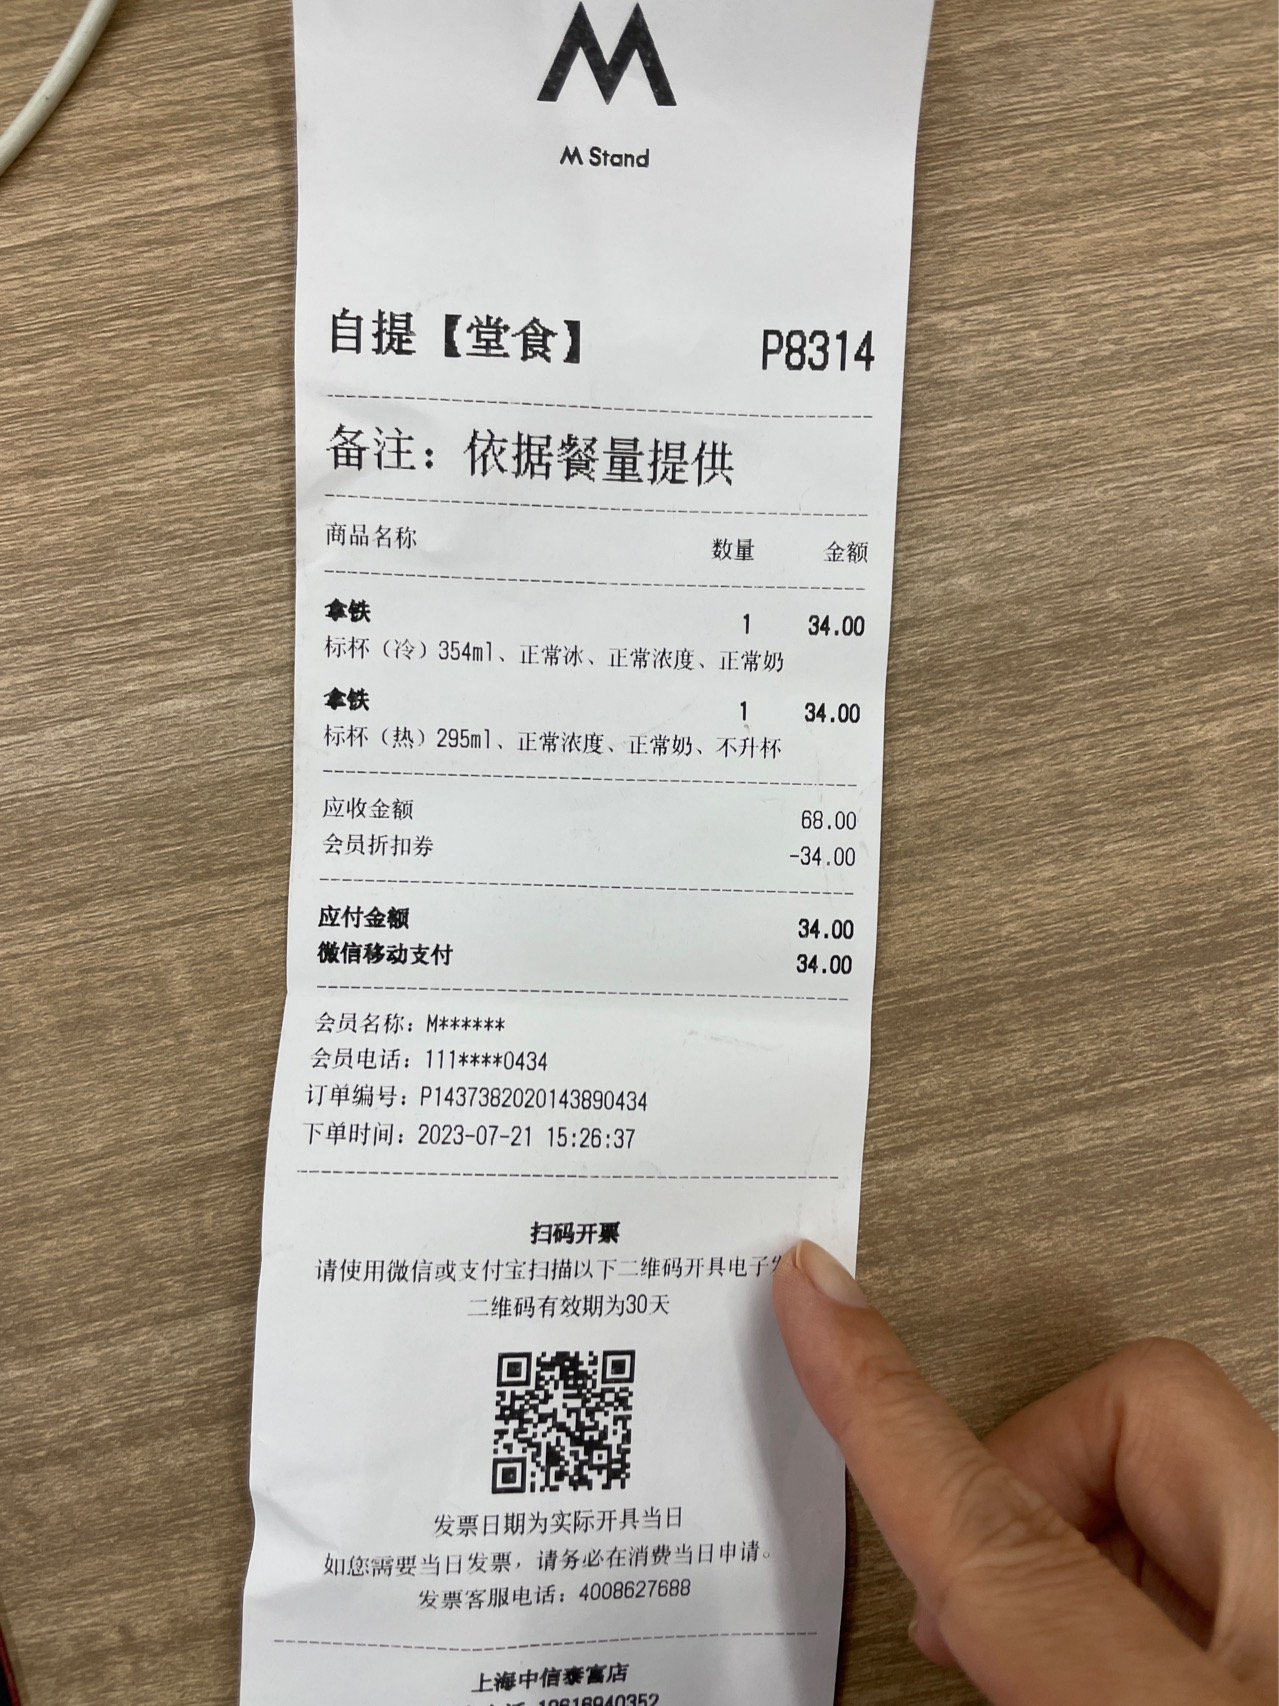 M
M Stand
自提【堂食】 P8314
备注：依据餐量提供
商品名称 数量 金额
拿铁 1 34.00
标杯（冷）354ml、正常冰、正常浓度、正常奶
拿铁 1 34.00
标杯（热）295ml、正常浓度、正常奶、不升杯
应收金额 68.00
会员折扣券 -34.00
应付金额 34.00
微信移动支付 34.00
会员名称：M******
会员电话：111****0434
订单编号：P1437382020143890434
下单时间：2023-07-21 15:26:37
扫码开票
请使用微信或支付宝扫描以下二维码开具电子
二维码有效期为30天
发票日期为实际开具当日
如您需要当日发票，请务必在消费当日申请。
发票客服电话：4008627688
上海中信泰富店